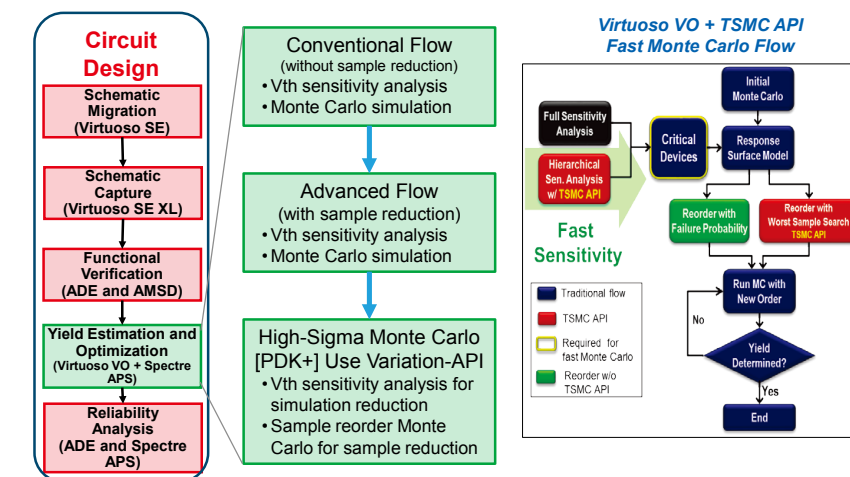 Circuit
Design
Schematic
Migration
(Virtuoso SE)
Schematic
Capture
(Virtuoso SE XL)
Functional
Verification
(ADE and AMSD)
Yield Estimation and
Optimization
(Virtuoso VO + Spectre
APS)
Reliability
Analysis
(ADE and Spectre
APS)
Conventional Flow
(without sample reduction)
• Vth sensitivity analysis
• Monte Carlo simulation
Advanced Flow
(with sample reduction)
• Vth sensitivity analysis
• Monte Carlo simulation
High-Sigma Monte Carlo
[PDK+] Use Variation-API
• Vth sensitivity analysis for
simulation reduction
• Sample reorder Monte
Carlo for sample reduction
Virtuoso VO + TSMC API
Fast Monte Carlo Flow
Initial
Monte Carlo
Full Sensitivity
Analysis
Critical
Devices
Response
Surface Model
Hierarchical
Sen. Analysis
w/ TSMC API
Fast
Sensitivity
Reorder with
Failure Probability
Reorder with
Worst Sample Search
TSMC API
Run MC with
New Order
No
Yield
Determined?
Yes
End
Traditional flow
TSMC API
Required for
fast Monte Carlo
Reorder w/o
TSMC API